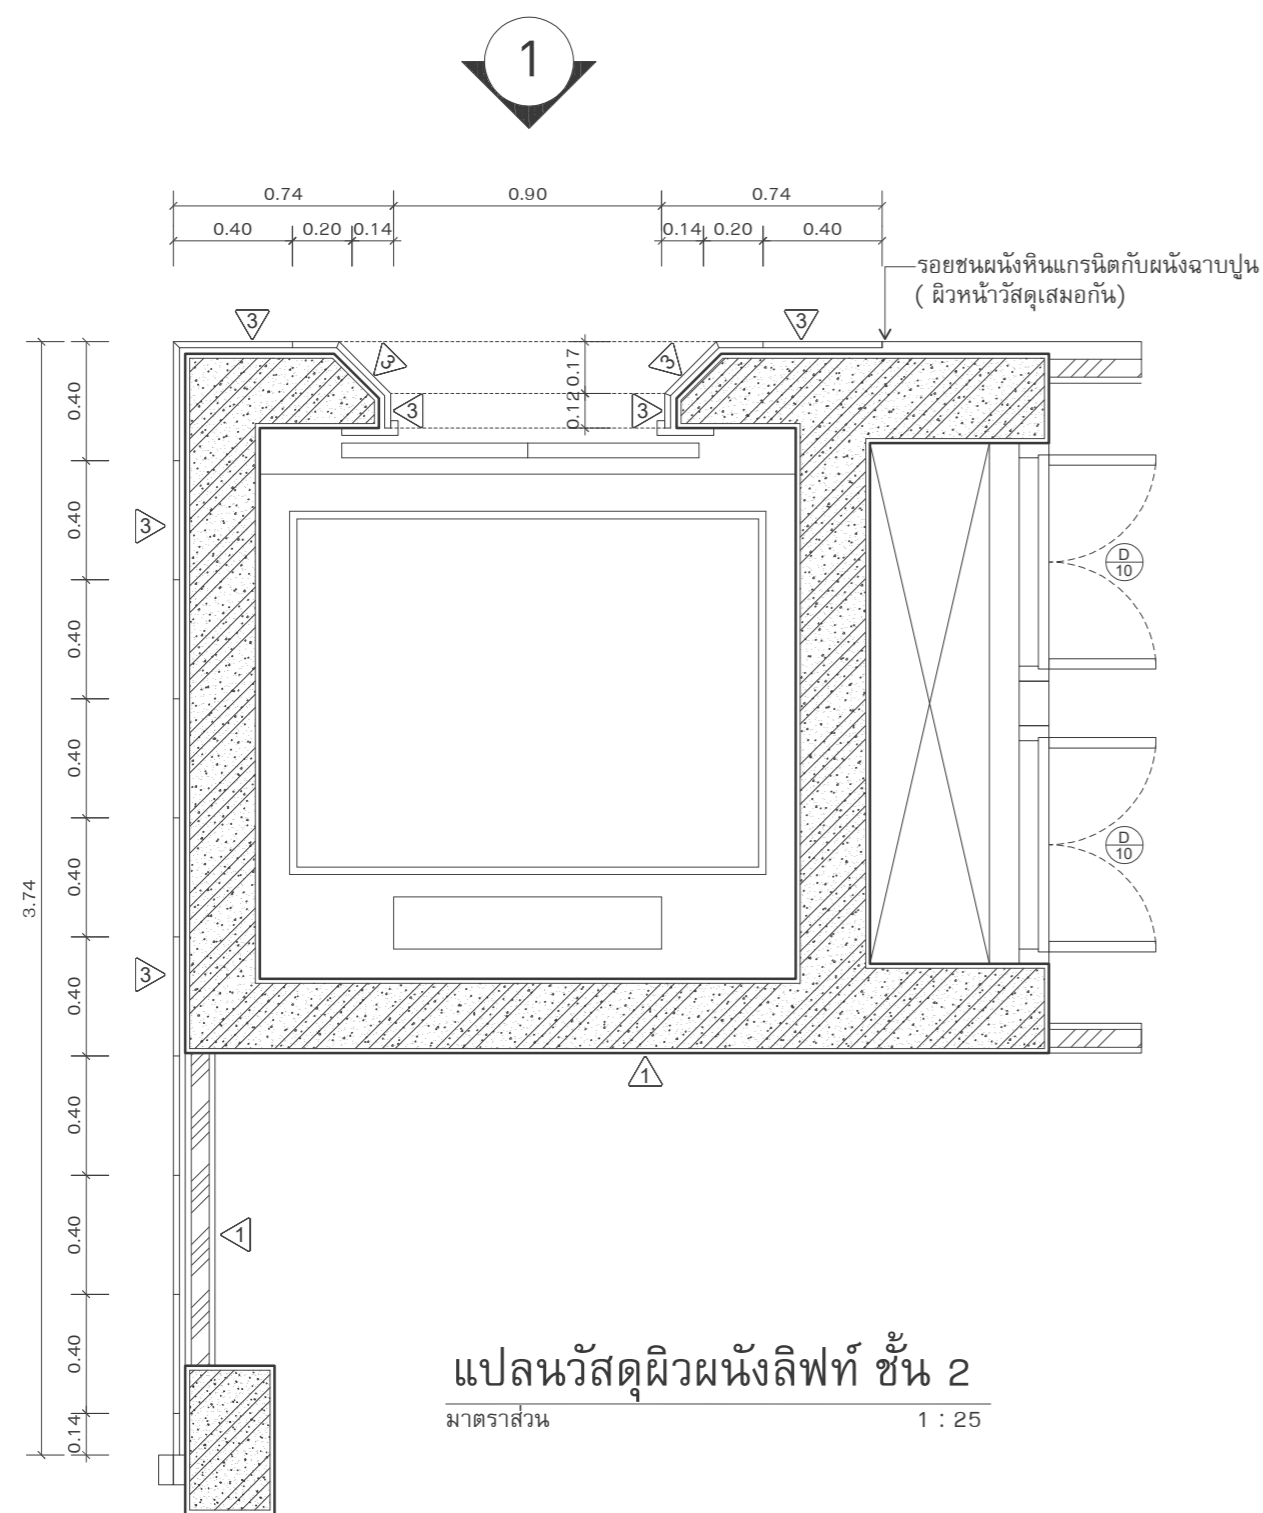 1
0.74 0.90 0.74
0.40 0.20 0.14 0.14 0.20 0.40
รอยชนผนังหินแกรนิตกับผนังฉาบปูน
( ผิวหน้าวัสดุเสมอกัน)
3 3
3 3
0.17
0.12
3 3
0.40
0.40
3
D
10
0.40
0.40
0.40
D
10
3.74
0.40
3
1
0.40
0.40
1
0.40
0.14
แปลนวัสดุผิวผนังลิฟท์ ชั้น 2
มาตราส่วน 1 : 25